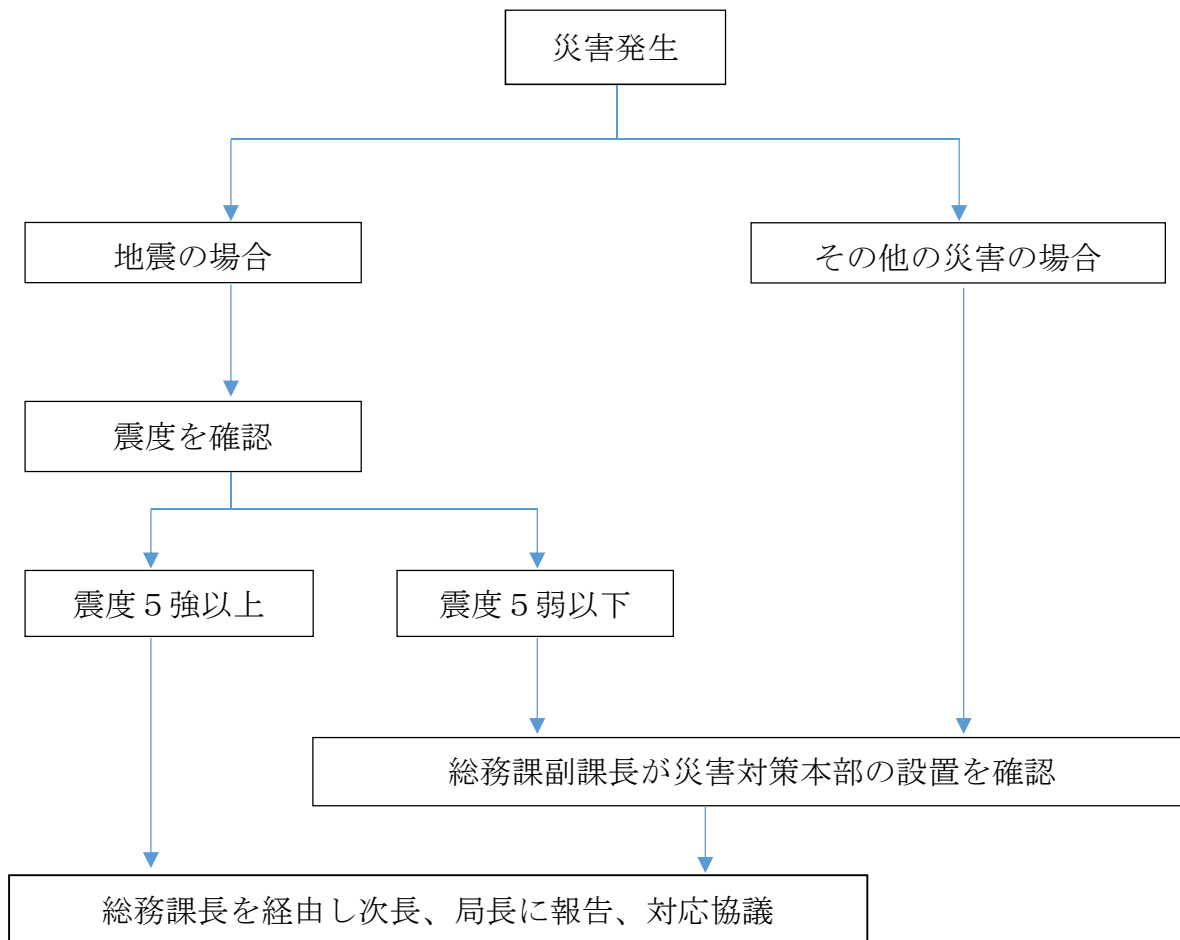 災害発生
地震の場合
その他の災害の場合
震度を確認
震度５強以上
震度５弱以下
総務課副課長が災害対策本部の設置を確認
総務課長を経由し次長、局長に報告、対応協議